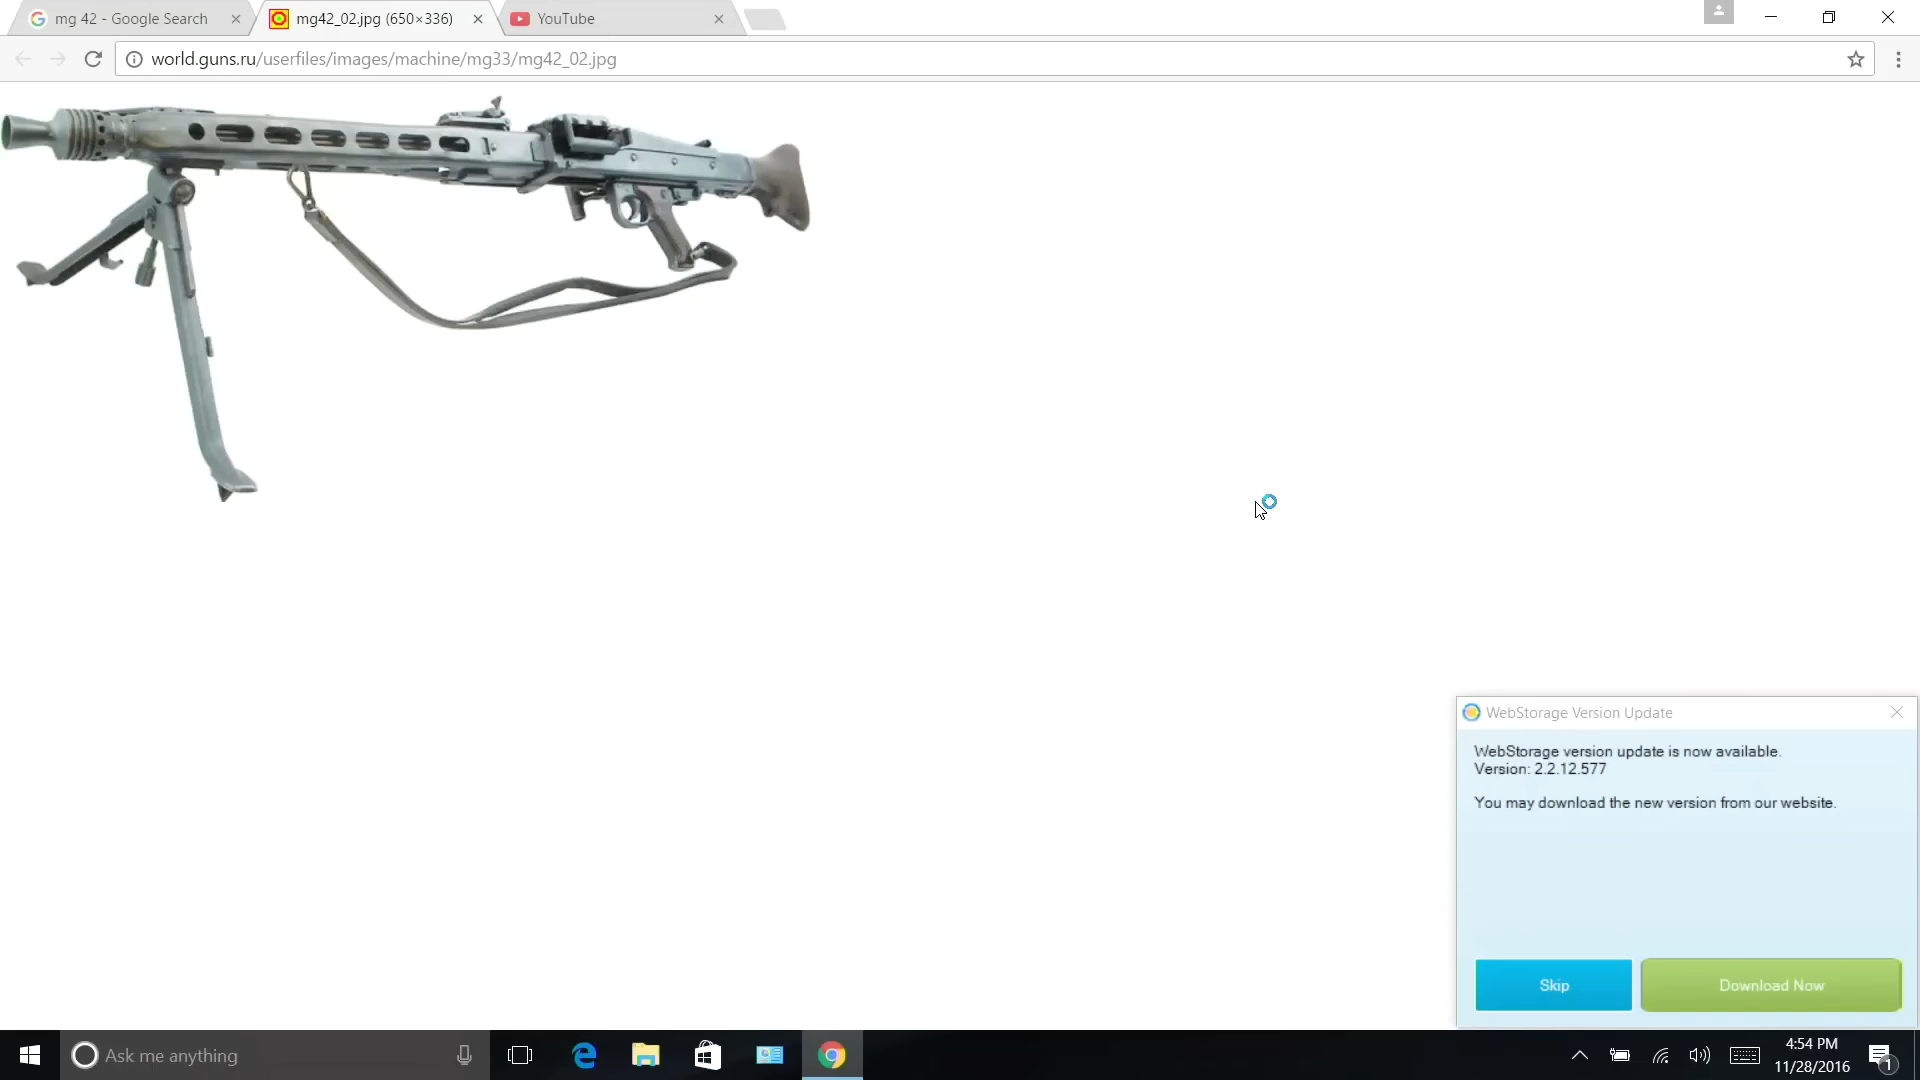 mg 42 - Google Search
mg42_02.jpg (650×336)
YouTube
world.guns.ru/userfiles/images/machine/mg33/mg42_02.jpg
WebStorage Version Update
WebStorage version update is now available.
Version: 2.2.12.577
You may download the new version from our website.
Skip
Download Now
Ask me anything
4:54 PM
11/28/2016
1